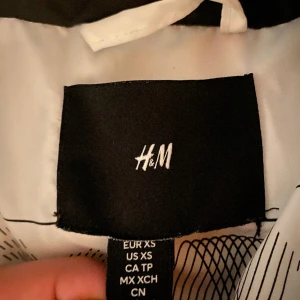 H&M
EUR XS
US XS
CA TP
MX XCH
CN